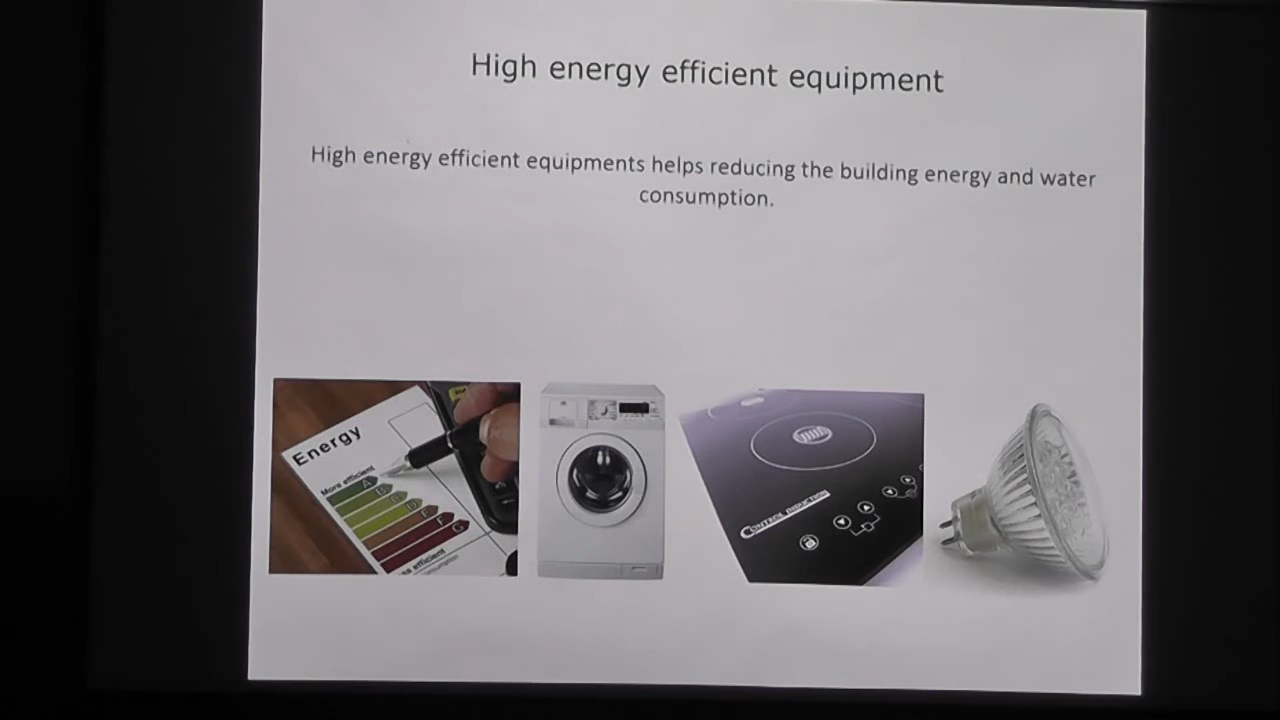 High energy efficient equipment
High energy efficient equipments helps reducing the building energy and water
consumption.
Energy
More efficient
A
B
C
D
E
F
G
efficient